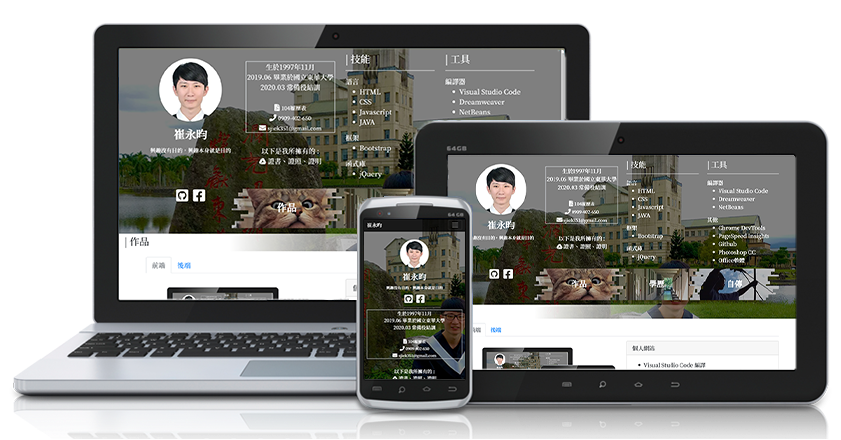 生於1997年11月
2019.06 畢業於國立東華大學
2020.03 常備役結訓
104履歷表
0909-402-650
崔永昀
興趣沒有目的，興趣本身就是目的
以下是我所擁有的：
證書、證照、證明
技能
語言
HTML
CSS
Javascript
JAVA
框架
Bootstrap
函式庫
jQuery
工具
編譯器
Visual Studio Code
Dreamweaver
NetBeans
作品
作品
前端
後端
64GB
崔永昀
興趣沒有目的，興趣本身就是目的
生於1997年11月
2019.06 畢業於國立東華大學
2020.03 常備役結訓
104履歷表
0909-402-650
以下是我所擁有的：
證書、證照、證明
技能
語言
HTML
CSS
Javascript
JAVA
框架
Bootstrap
函式庫
jQuery
工具
編譯器
Visual Studio Code
Dreamweaver
NetBeans
其他
Chrome DevTools
PageSpeed Insights
Github
Photoshop CC
Office軟體
作品
學歷
自傳
前端
後端
個人網站
Visual Studio Code 編譯
64 GB
崔永昀
崔永昀
興趣沒有目的，興趣本身就是目的
生於1997年11月
2019.06 畢業於國立東華大學
2020.03 常備役結訓
104履歷表
0909-402-650
以下是我所擁有的：
證書、證照、證明